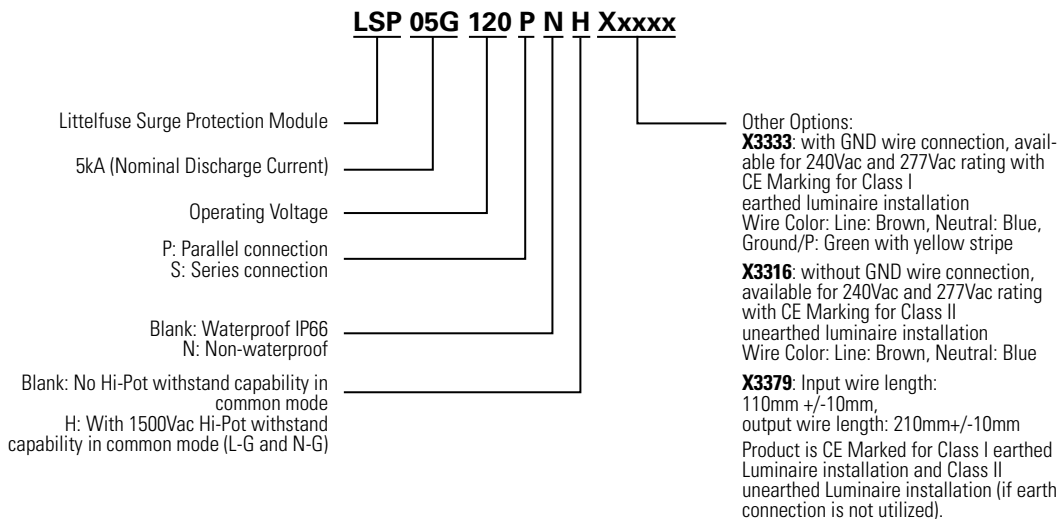 LSP 05G 120 P N H Xxxxx
Littelfuse Surge Protection Module
5kA (Nominal Discharge Current)
Operating Voltage
P: Parallel connection
S: Series connection
Blank: Waterproof IP66
N: Non-waterproof
Blank: No Hi-Pot withstand capability in
common mode
H: With 1500Vac Hi-Pot withstand
capability in common mode (L-G and N-G)
Other Options:
X3333: with GND wire connection, avail-
able for 240Vac and 277Vac rating with
CE Marking for Class I
earthed luminaire installation
Wire Color: Line: Brown, Neutral: Blue,
Ground/P: Green with yellow stripe
X3316: without GND wire connection,
available for 240Vac and 277Vac rating
with CE Marking for Class II
unearthed luminaire installation
Wire Color: Line: Brown, Neutral: Blue
X3379: Input wire length:
110mm +/-10mm,
output wire length: 210mm+/-10mm
Product is CE Marked for Class I earthed
Luminaire installation and Class II
unearthed Luminaire installation (if earth
connection is not utilized).